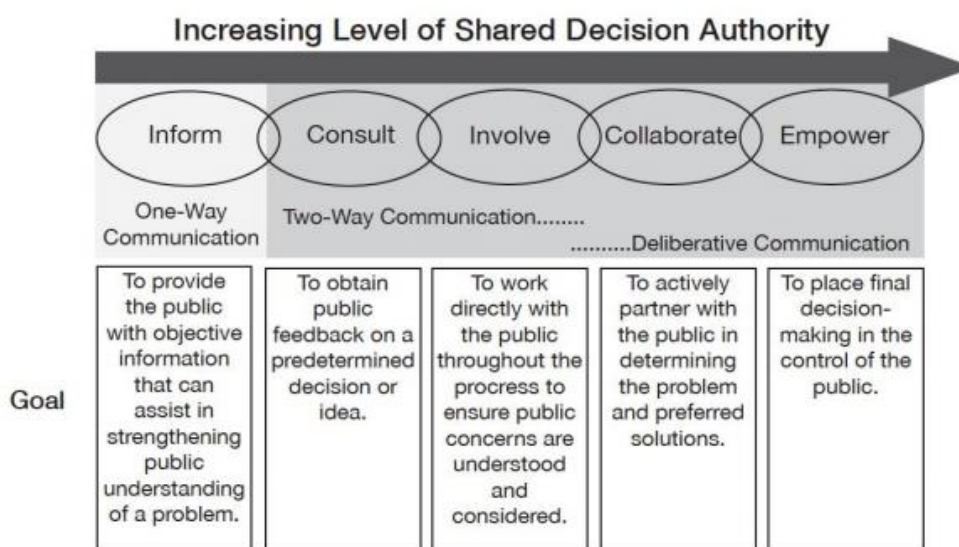 Increasing Level of Shared Decision Authority
Inform
Consult
Involve
Collaborate
Empower
One-Way
Communication
Two-Way Communication........
..........Deliberative Communication
Goal
To provide
the public
with objective
information
that can
assist in
strengthening
public
understanding
of a problem.
To obtain
public
feedback on a
predetermined
decision or
idea.
To work
directly with
the public
throughout the
procress to
ensure public
concerns are
understood
and
considered.
To actively
partner with
the public in
determining
the problem
and preferred
solutions.
To place final
decision-
making in the
control of the
public.